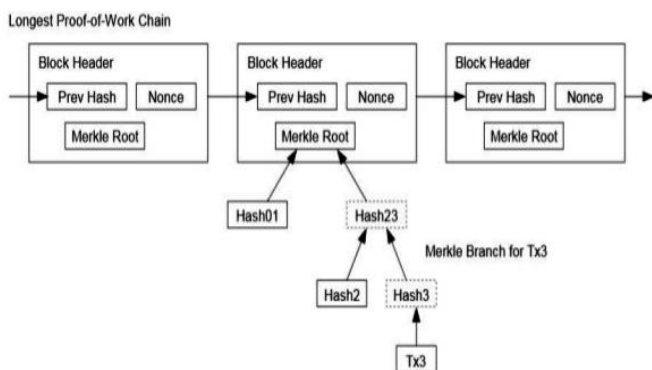 Longest Proof-of-Work Chain
Block Header
Prev Hash
Nonce
Merkle Root
Block Header
Prev Hash
Nonce
Merkle Root
Block Header
Prev Hash
Nonce
Merkle Root
Hash01
Hash23
Merkle Branch for Tx3
Hash2
Hash3
Tx3